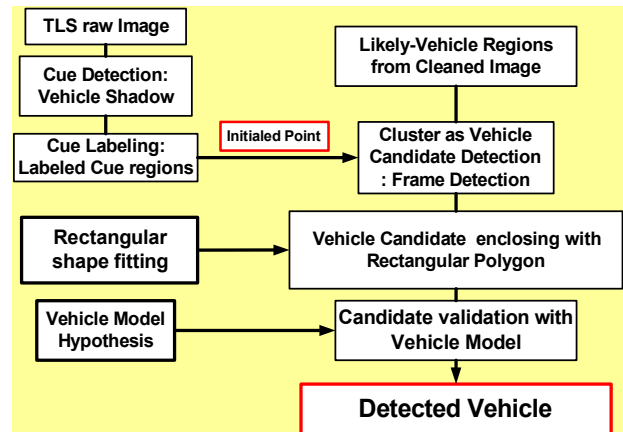 TLS raw Image
Cue Detection:
Vehicle Shadow
Cue Labeling:
Labeled Cue regions
Initialed Point
Likely-Vehicle Regions
from Cleaned Image
Cluster as Vehicle
Candidate Detection
: Frame Detection
Rectangular
shape fitting
Vehicle Candidate enclosing with
Rectangular Polygon
Vehicle Model
Hypothesis
Candidate validation with
Vehicle Model
Detected Vehicle